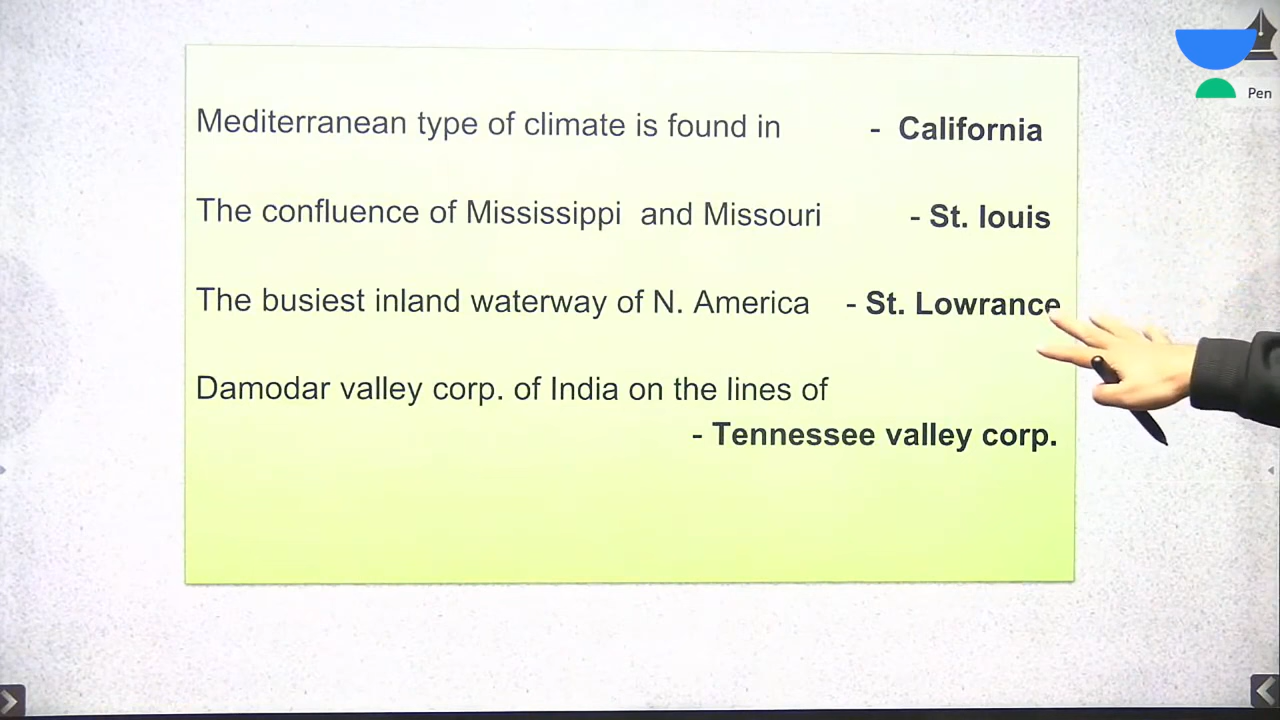 Pen
Mediterranean type of climate is found in - California
The confluence of Mississippi and Missouri - St. louis
The busiest inland waterway of N. America - St. Lowrance
Damodar valley corp. of India on the lines of
- Tennessee valley corp.